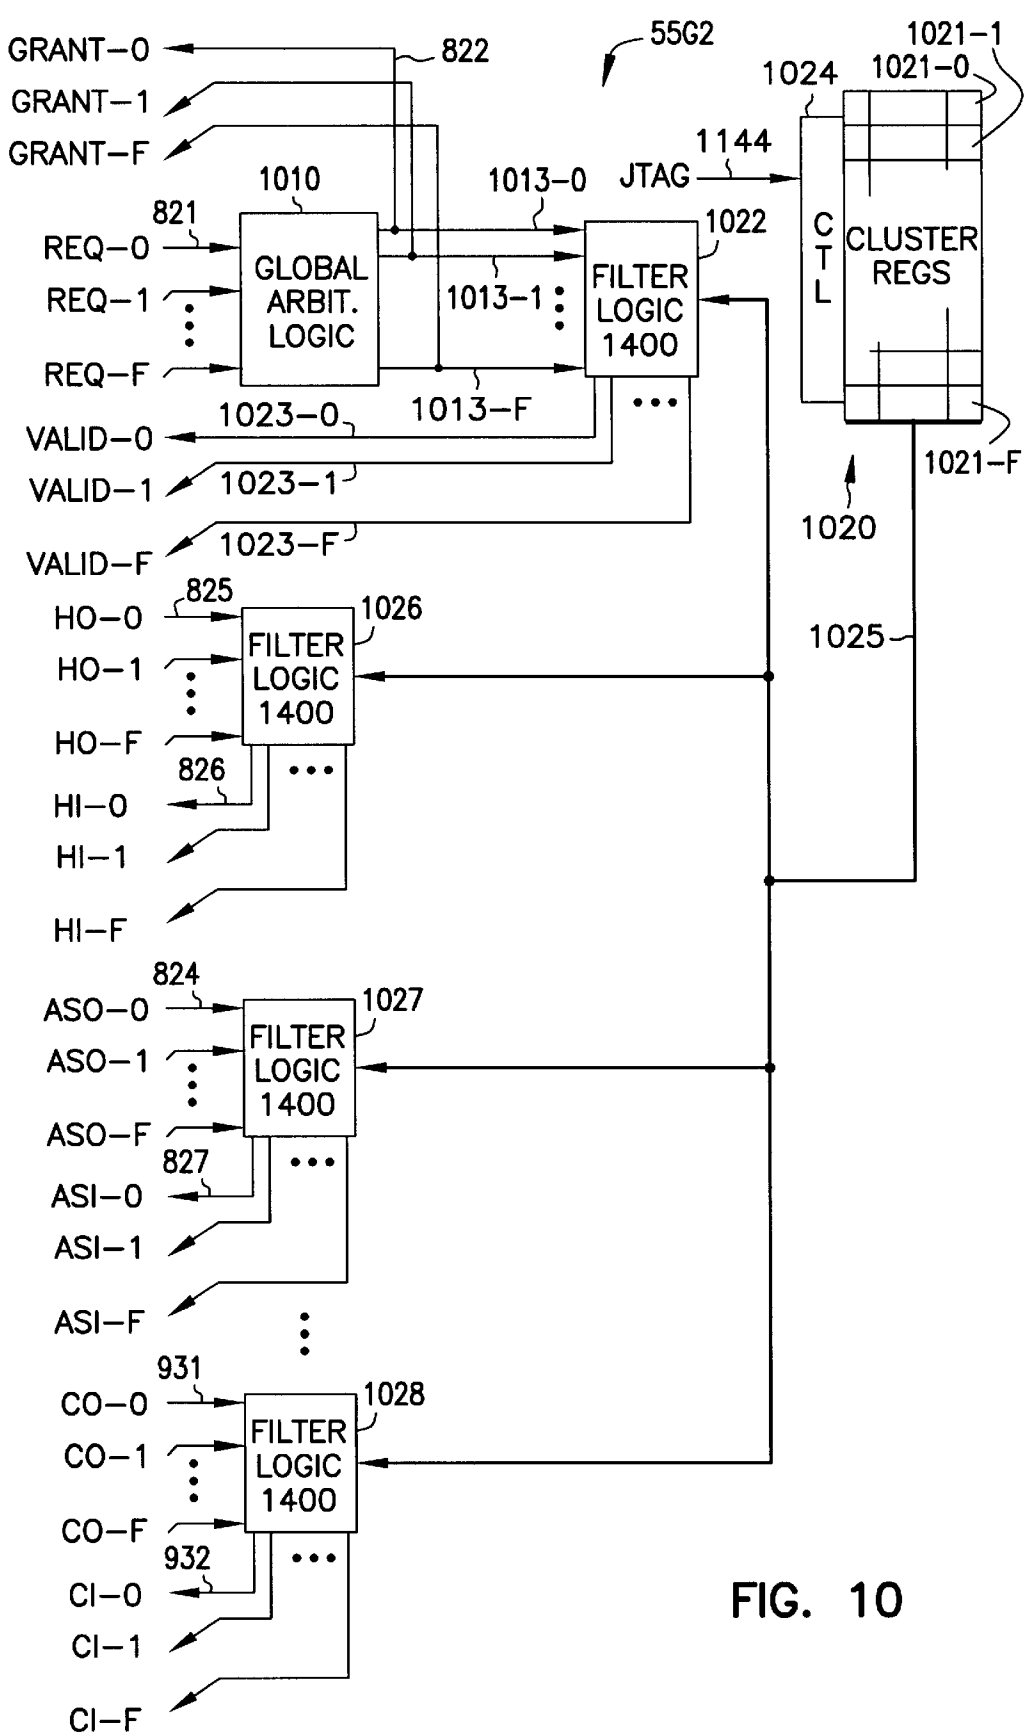 GRANT-0
822
55G2
1021-1
1021-0
1024
GRANT-1
GRANT-F
1144
JTAG
1010
1013-0
821
1022
REQ-0
GLOBAL
ARBIT.
LOGIC
FILTER
LOGIC
1400
C
T
L
CLUSTER
REGS
REQ-1
1013-1
REQ-F
1013-F
1023-0
VALID-0
1021-F
VALID-1
1023-1
1020
1023-F
VALID-F
825
HO-0
1026
1025
FILTER
LOGIC
1400
HO-1
HO-F
826
HI-0
HI-1
HI-F
824
ASO-0
1027
FILTER
LOGIC
1400
ASO-1
ASO-F
827
ASI-0
ASI-1
ASI-F
931
CO-0
1028
FILTER
LOGIC
1400
CO-1
CO-F
932
CI-0
CI-1
CI-F
FIG. 10